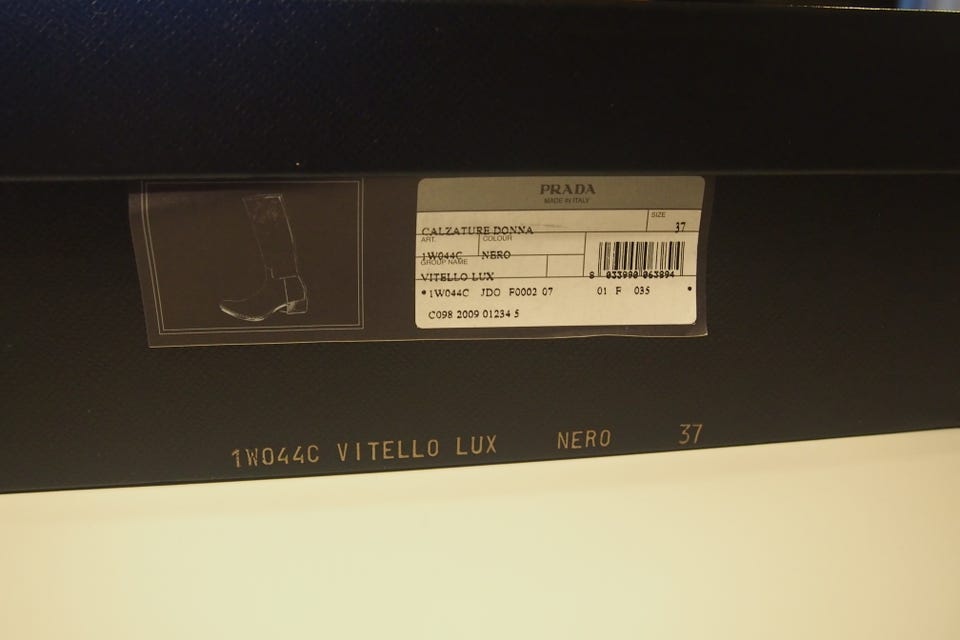 PRADA
MADE IN ITALY
SIZE
37
CALZATURE DONNA
ART. COLOUR
1W044C NERO
GROUP NAME
VITELLO LUX
8 033990 063894
•1W044C JDO F0002 07 01 F 035 •
C098 2009 01234 5
1W044C VITELLO LUX NERO 37